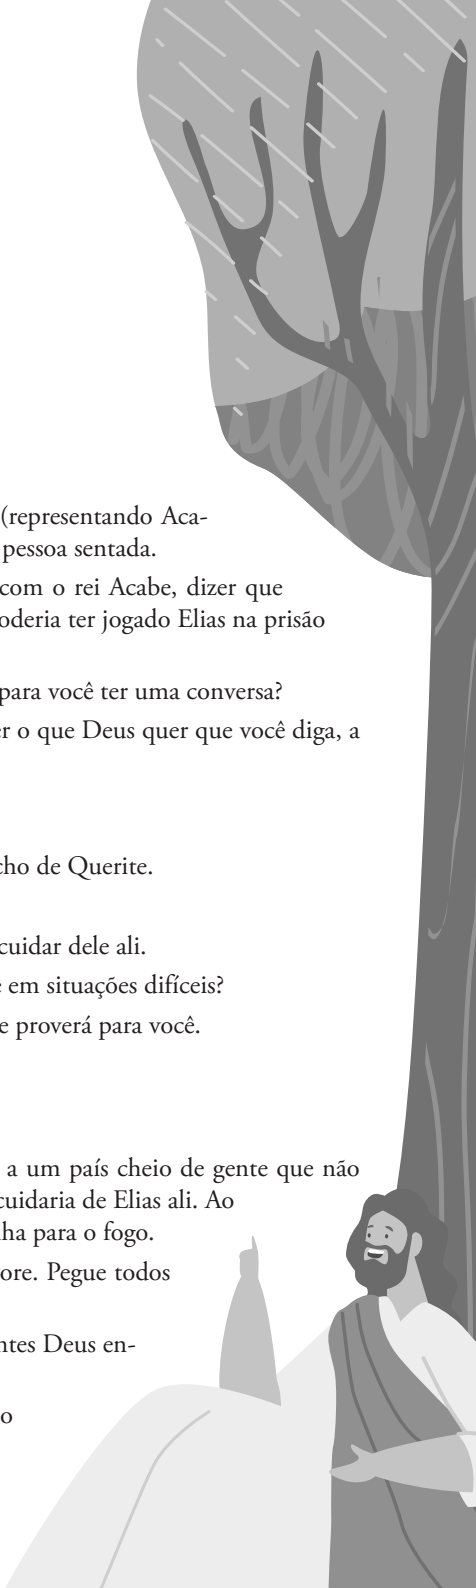 (representando Aca-
pessoa sentada.
com o rei Acabe, dizer que
oderia ter jogado Elias na prisão
para você ter uma conversa?
er o que Deus quer que você diga, a
cho de Querite.
cuidar dele ali.
e em situações difíceis?
e proverá para você.
a um país cheio de gente que não
cuidaria de Elias ali. Ao
ha para o fogo.
ore. Pegue todos
ntes Deus en-
o